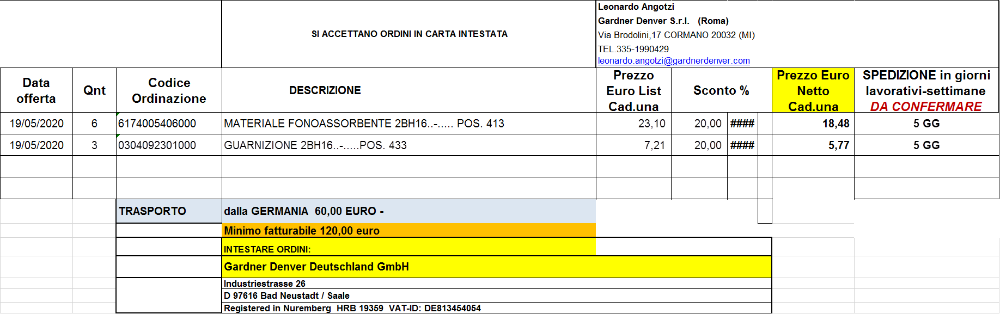 Leonardo Angotzi
Gardner Denver S.r.l. (Roma)
SI ACCETTANO ORDINI IN CARTA INTESTATA
Via Brodolini,17 CORMANO 20032 (MI)
TEL.335-1990429
leonardo.angotzi@gardnerdenver.com
Data offerta Qnt Codice Ordinazione DESCRIZIONE Prezzo Euro List Cad.una Sconto % Prezzo Euro Netto Cad.una SPEDIZIONE in giorni lavorativi-settimane DA CONFERMARE
19/05/2020 6 6174005406000 MATERIALE FONOASSORBENTE 2BH16..-..... POS. 413 23,10 20,00 #### 18,48 5 GG
19/05/2020 3 0304092301000 GUARNIZIONE 2BH16..-.....POS. 433 7,21 20,00 #### 5,77 5 GG
TRASPORTO dalla GERMANIA 60,00 EURO -
Minimo fatturabile 120,00 euro
INTESTARE ORDINI:
Gardner Denver Deutschland GmbH
Industriestrasse 26
D 97616 Bad Neustadt / Saale
Registered in Nuremberg HRB 19359 VAT-ID: DE813454054